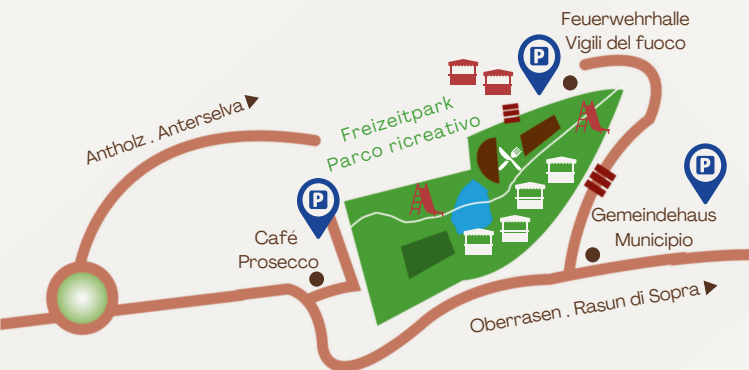 Feuerwehrhalle
Vigili del fuoco
P
Antholz . Anterselva
Freizeitpark
Parco ricreativo
P
P
Café
Prosecco
Gemeindehaus
Municipio
Oberrasen . Rasun di Sopra